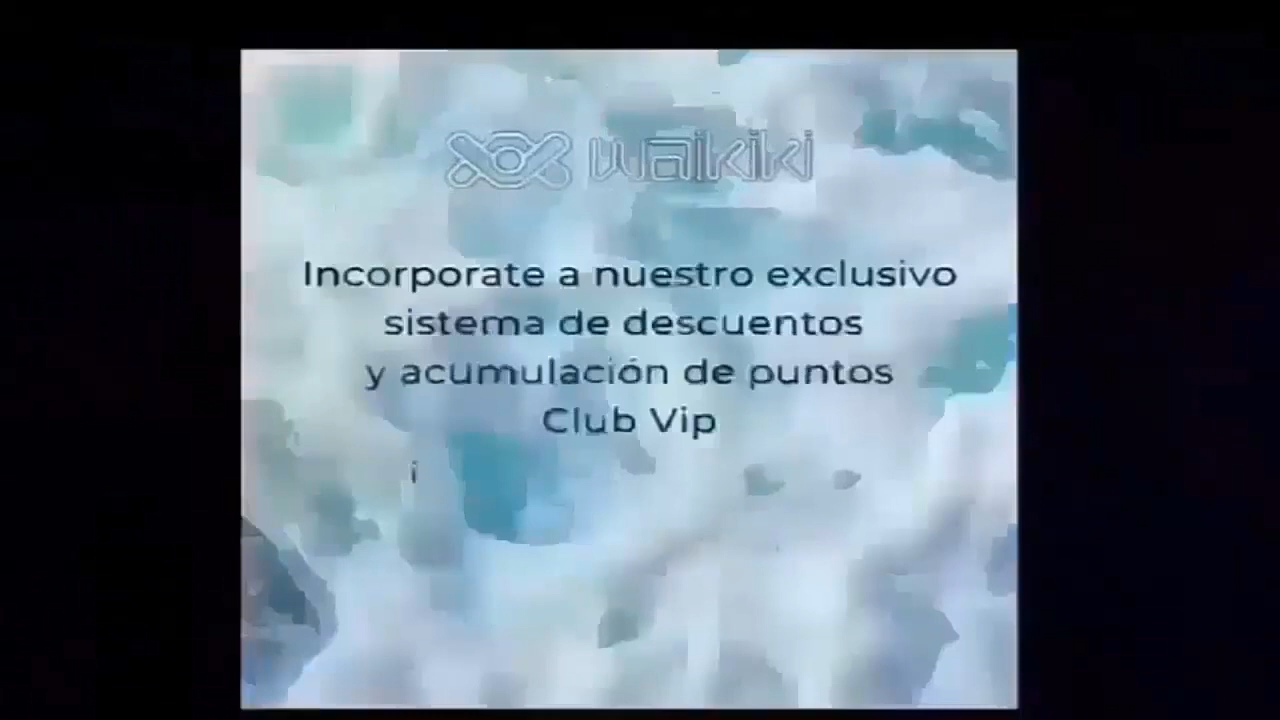 waikiki
Incorporate a nuestro exclusivo
sistema de descuentos
y acumulación de puntos
Club Vip
i